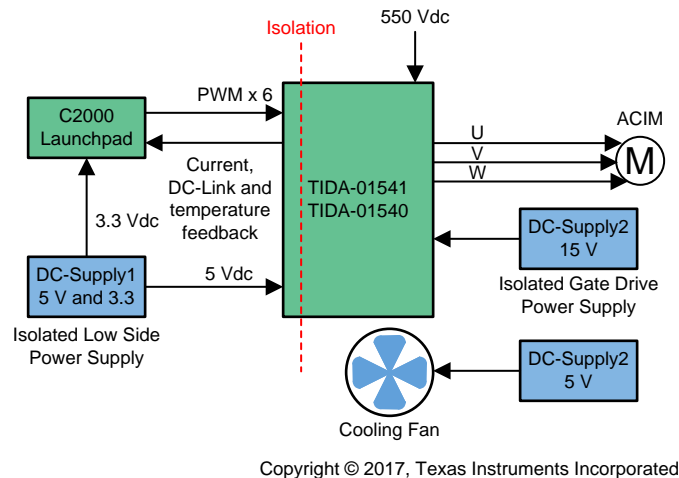 550 Vdc
Isolation
PWM x 6
C2000
Launchpad
ACIM
U
V
W
M
Current,
DC-Link and
temperature
feedback
TIDA-01541
TIDA-01540
3.3 Vdc
DC-Supply1
5 V and 3.3
5 Vdc
Isolated Low Side
Power Supply
DC-Supply2
15 V
Isolated Gate Drive
Power Supply
DC-Supply2
5 V
Cooling Fan
Copyright © 2017, Texas Instruments Incorporated